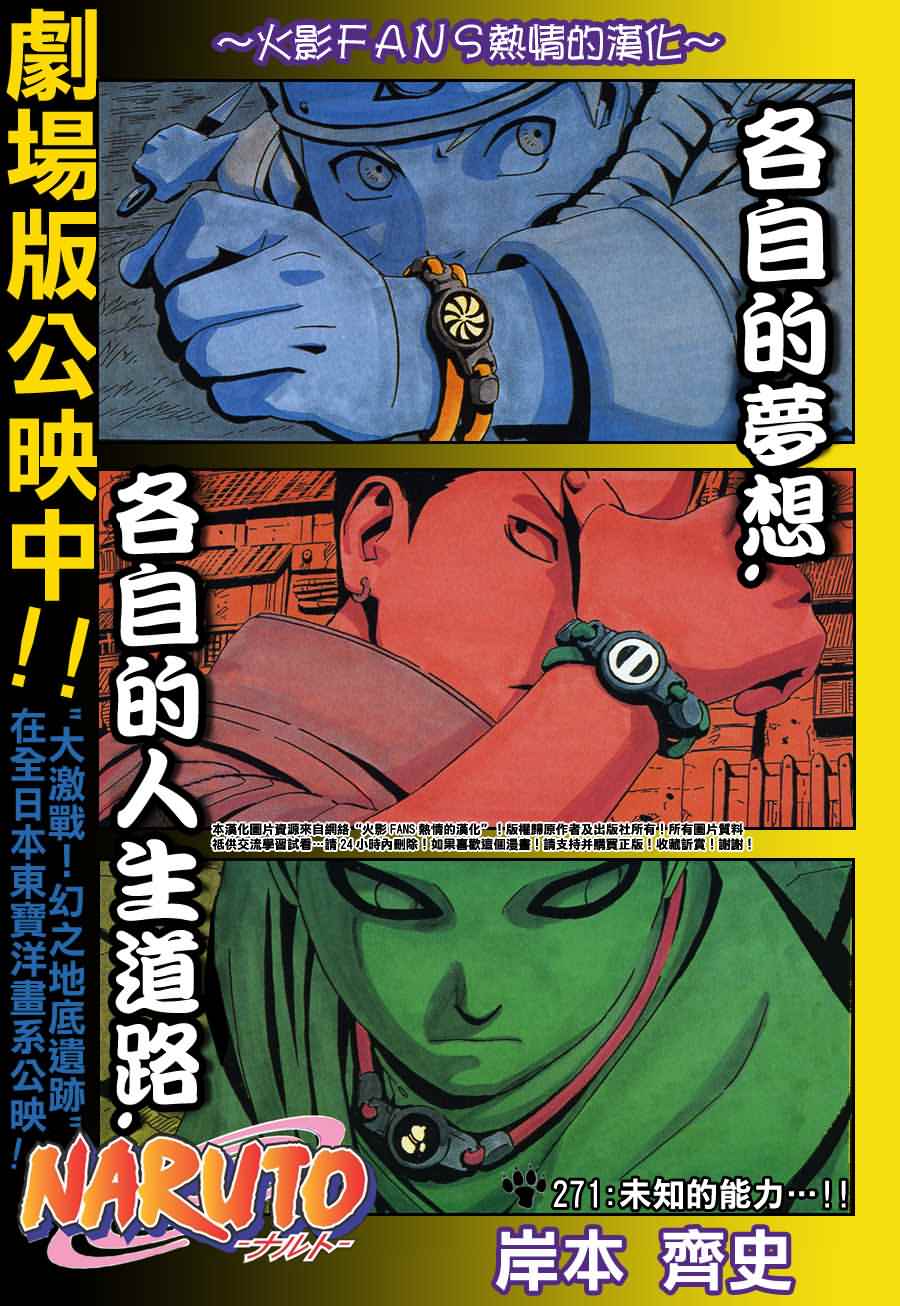 ～火影FANS熱情的漢化～
劇場版公映中!!
"大激戰！幻之地底遺跡"
在全日本東寶洋畫系公映！
各自的夢想．
各自的人生道路．
本漢化圖片資源來自網絡“火影FANS熱情的漢化”！版權歸原作者及出版社所有！所有圖片資料
祗供交流學習試看…請24小時內刪除！如果喜歡這個漫畫！請支持并購買正版！收藏訢賞！謝謝！
NARUTO
-ナルト-
271:未知的能力…!!
岸本 齊史